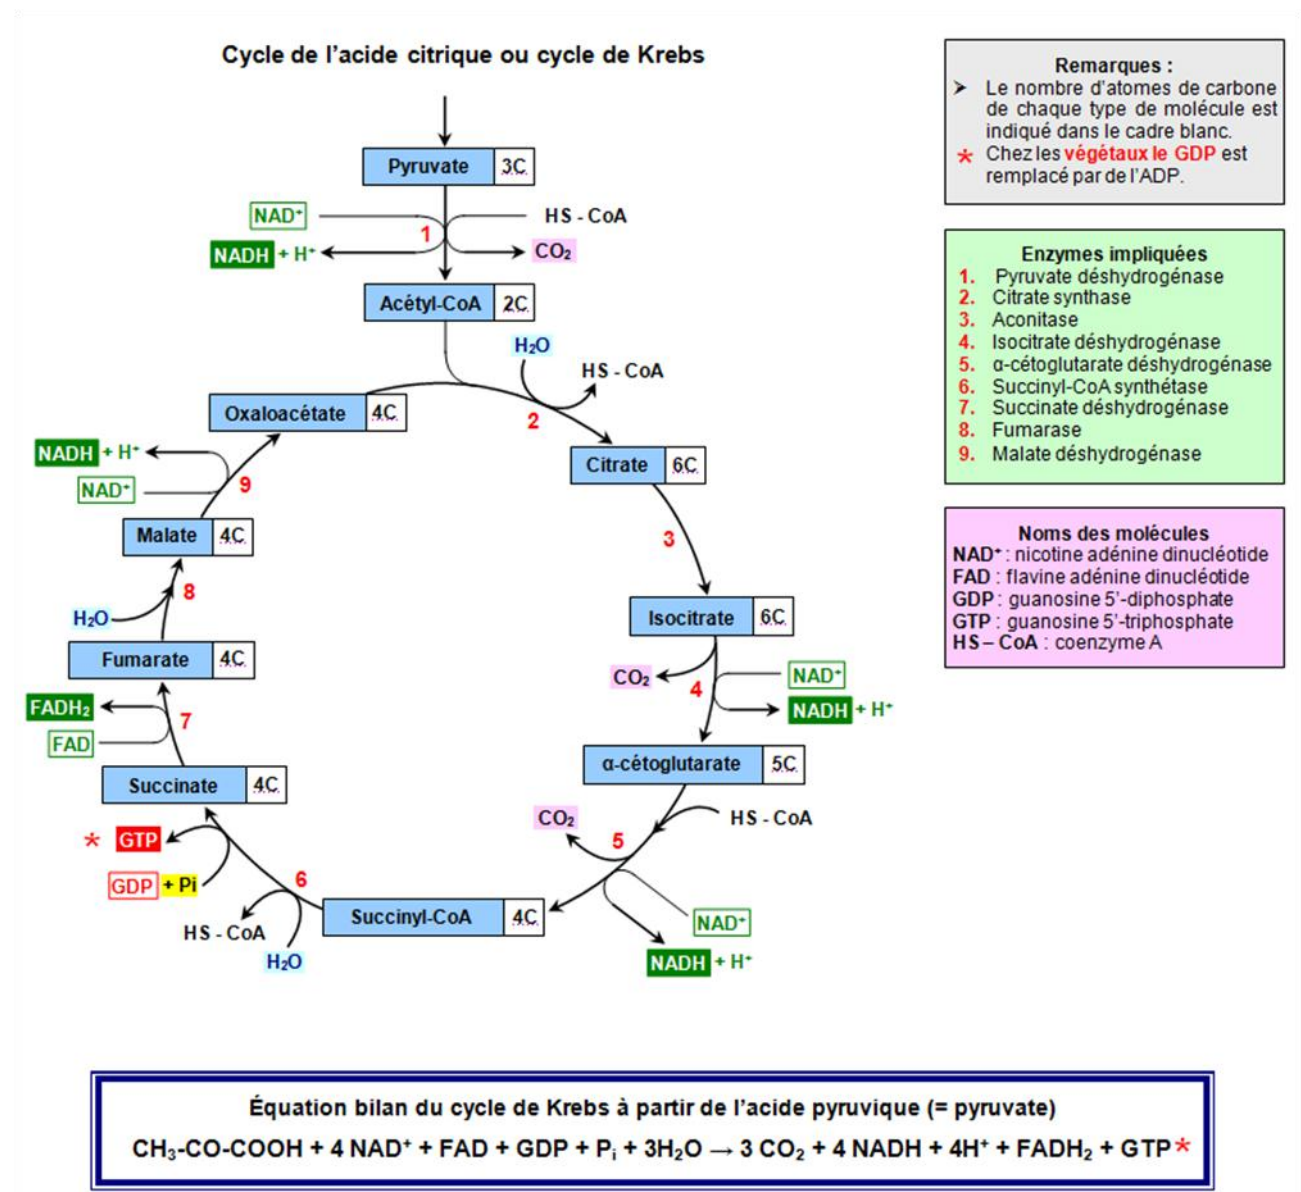 Cycle de l'acide citrique ou cycle de Krebs
Pyruvate 3C
NAD⁺ HS - CoA
1
NADH + H⁺ CO₂
Acétyl-CoA 2C
H₂O
HS - CoA
Oxaloacétate 4C
2
NADH + H⁺
Citrate 6C
NAD⁺
9
Malate 4C
3
8
H₂O
Isocitrate 6C
Fumarate 4C
CO₂ 4 NAD⁺
FADH₂
7
NADH + H⁺
FAD
α-cétoglutarate 5C
Succinate 4C
CO₂ HS - CoA
* GTP
5
GDP + Pi
6
Succinyl-CoA 4C
NAD⁺
HS - CoA
H₂O
NADH + H⁺
Remarques :
➤ Le nombre d'atomes de carbone
de chaque type de molécule est
indiqué dans le cadre blanc.
* Chez les végétaux le GDP est
remplacé par de l'ADP.
Enzymes impliquées
1. Pyruvate déshydrogénase
2. Citrate synthase
3. Aconitase
4. Isocitrate déshydrogénase
5. α-cétoglutarate déshydrogénase
6. Succinyl-CoA synthétase
7. Succinate déshydrogénase
8. Fumarase
9. Malate déshydrogénase
Noms des molécules
NAD⁺ : nicotine adénine dinucléotide
FAD : flavine adénine dinucléotide
GDP : guanosine 5'-diphosphate
GTP : guanosine 5'-triphosphate
HS – CoA : coenzyme A
Équation bilan du cycle de Krebs à partir de l'acide pyruvique (= pyruvate)
CH₃-CO-COOH + 4 NAD⁺ + FAD + GDP + Pᵢ + 3H₂O → 3 CO₂ + 4 NADH + 4H⁺ + FADH₂ + GTP *